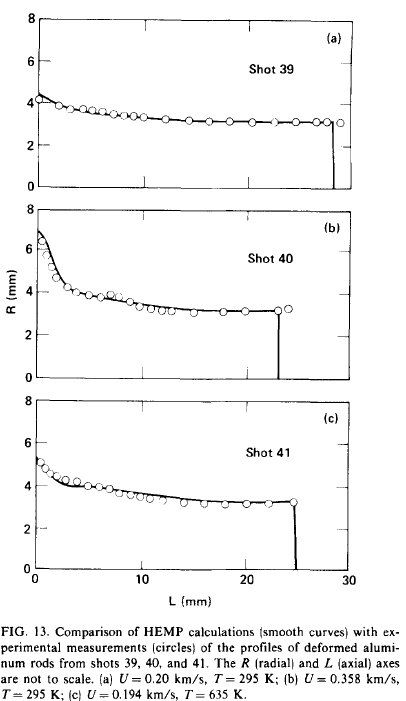 8
(a)
6
Shot 39
4
2
0
8
(b)
6
Shot 40
4
R (mm)
2
0
8
(c)
6
Shot 41
4
2
0
0 10 20 30
L (mm)
FIG. 13. Comparison of HEMP calculations (smooth curves) with ex-
perimental measurements (circles) of the profiles of deformed alumi-
num rods from shots 39, 40, and 41. The R (radial) and L (axial) axes
are not to scale. (a) U = 0.20 km/s, T = 295 K; (b) U = 0.358 km/s,
T = 295 K; (c) U = 0.194 km/s, T = 635 K.